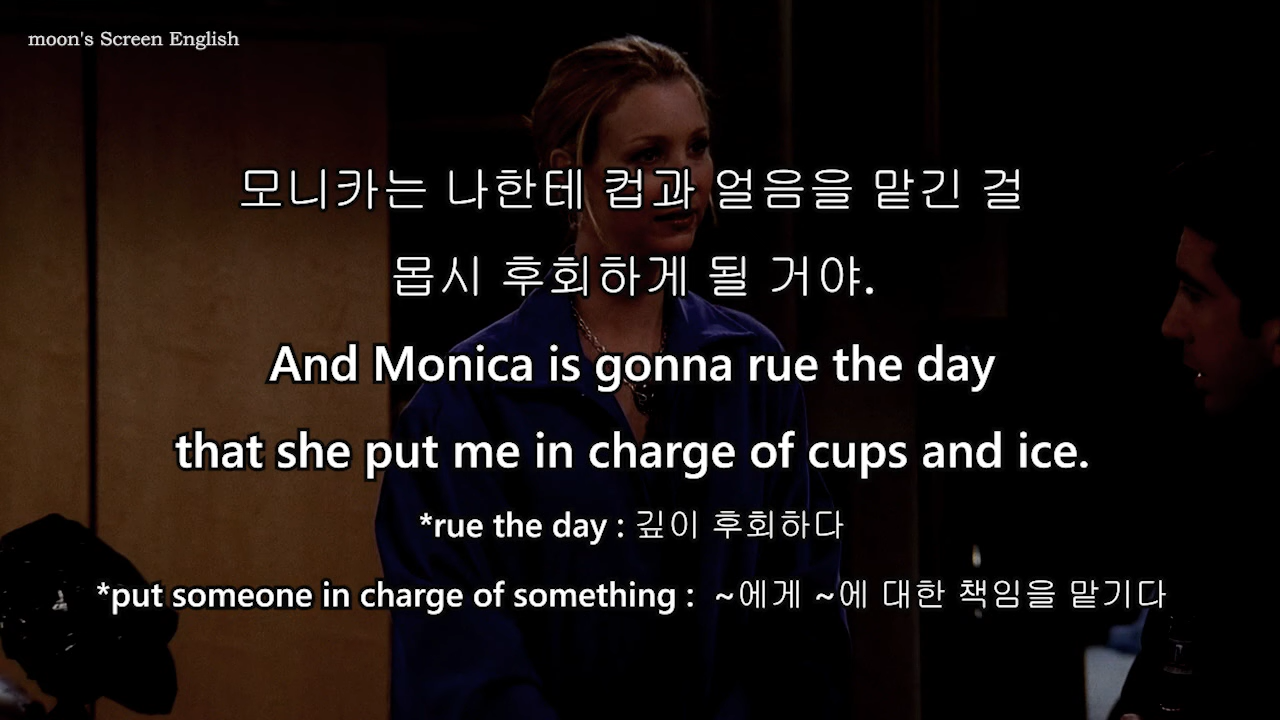 moon's Screen English
모니카는 나한테 컵과 얼음을 맡긴 걸
몹시 후회하게 될 거야.
And Monica is gonna rue the day
that she put me in charge of cups and ice.
*rue the day : 깊이 후회하다
*put someone in charge of something : ~에게 ~에 대한 책임을 맡기다